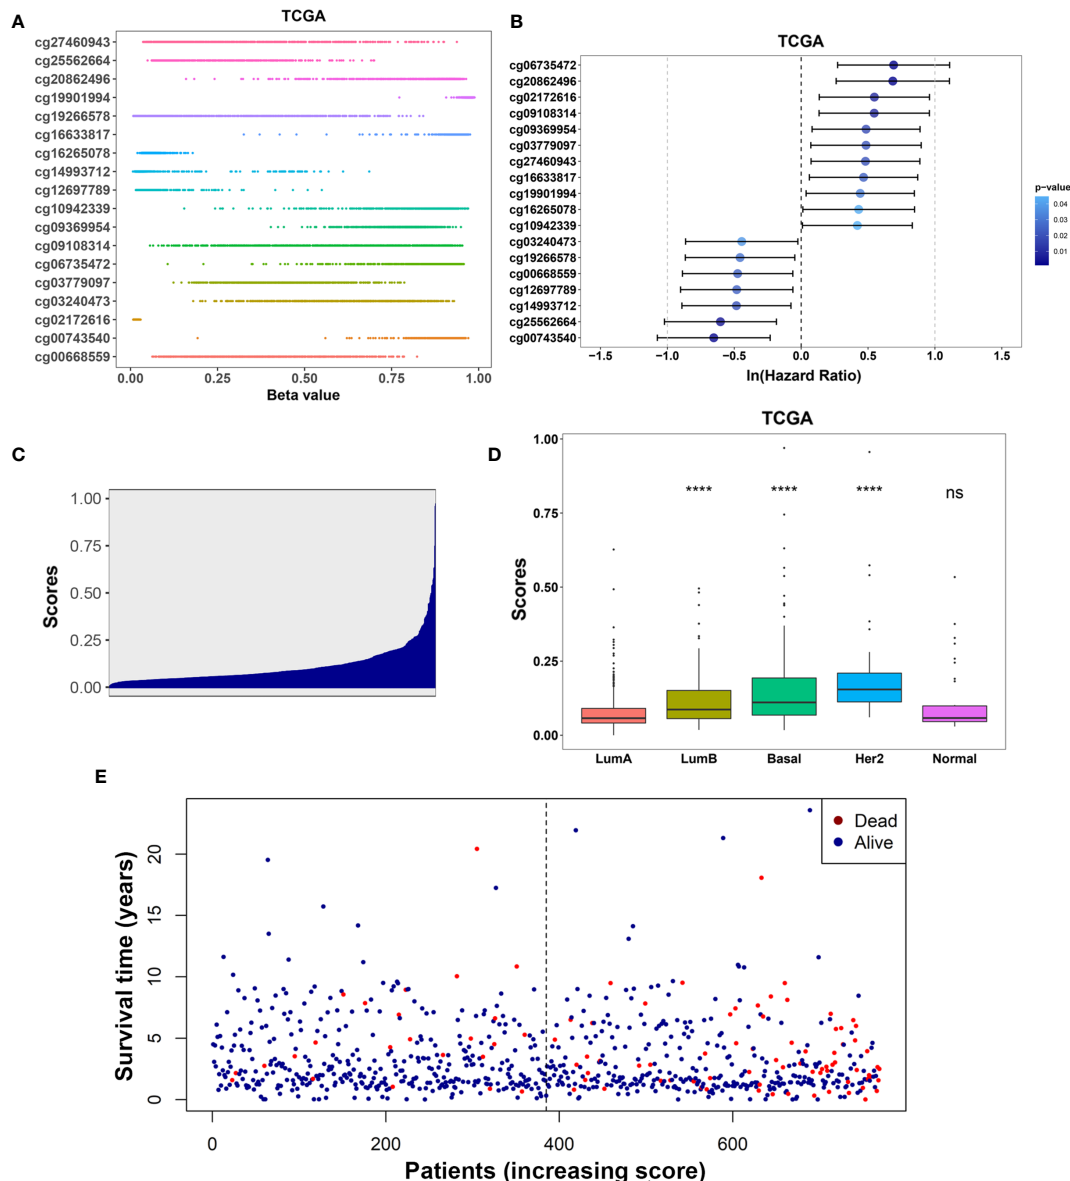 A
TCGA
cg27460943
cg25562664
cg20862496
cg19901994
cg19266578
cg16633817
cg16265078
cg14993712
cg12697789
cg10942339
cg09369954
cg09108314
cg06735472
cg03779097
cg03240473
cg02172616
cg00743540
cg00668559
0.00 0.25 0.50 0.75 1.00
Beta value
B
TCGA
cg06735472
cg20862496
cg02172616
cg09108314
cg09369954
cg03779097
cg27460943
cg16633817
cg19901994
cg16265078
cg10942339
cg03240473
cg19266578
cg00668559
cg12697789
cg14993712
cg25562664
cg00743540
−1.5 −1.0 −0.5 0.0 0.5 1.0 1.5
ln(Hazard Ratio)
p−value
0.04
0.03
0.02
0.01
C
Scores
1.00
0.75
0.50
0.25
0.00
D
TCGA
Scores
1.00
0.75
0.50
0.25
0.00
**** **** **** ns
LumA LumB Basal Her2 Normal
E
Survival time (years)
20
15
10
5
0
Dead
Alive
0 200 400 600
Patients (increasing score)